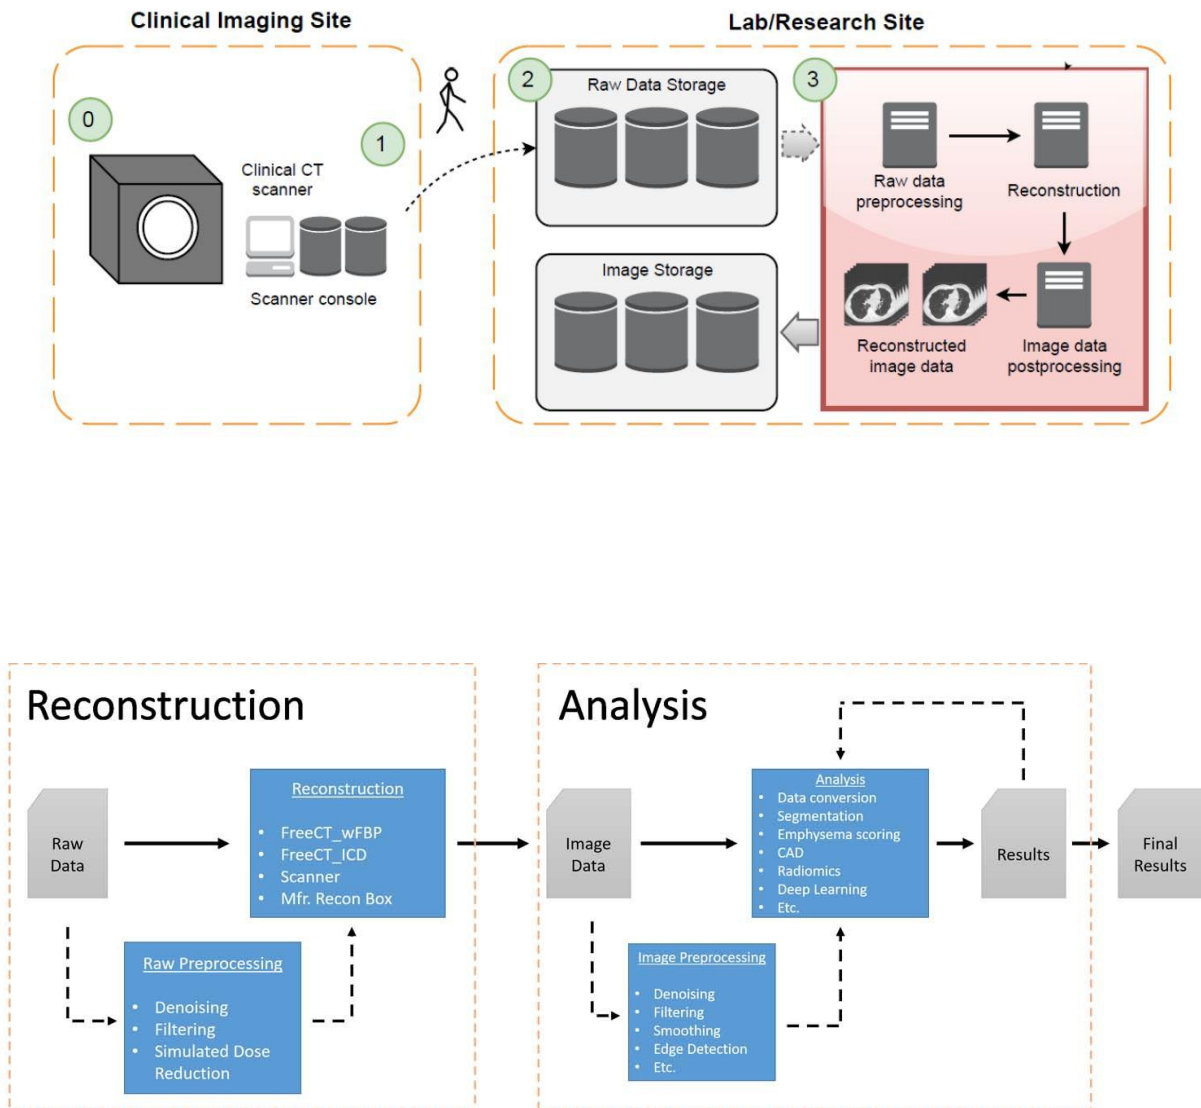 Clinical Imaging Site
Lab/Research Site
0
1
Clinical CT
scanner
Scanner console
2
Raw Data Storage
Image Storage
3
Raw data
preprocessing
Reconstruction
Reconstructed
image data
Image data
postprocessing
Reconstruction
Raw
Data
Reconstruction
• FreeCT_wFBP
• FreeCT_ICD
• Scanner
• Mfr. Recon Box
Raw Preprocessing
• Denoising
• Filtering
• Simulated Dose
Reduction
Analysis
Image
Data
Analysis
• Data conversion
• Segmentation
• Emphysema scoring
• CAD
• Radiomics
• Deep Learning
• Etc.
Image Preprocessing
• Denoising
• Filtering
• Smoothing
• Edge Detection
• Etc.
Results
Final
Results